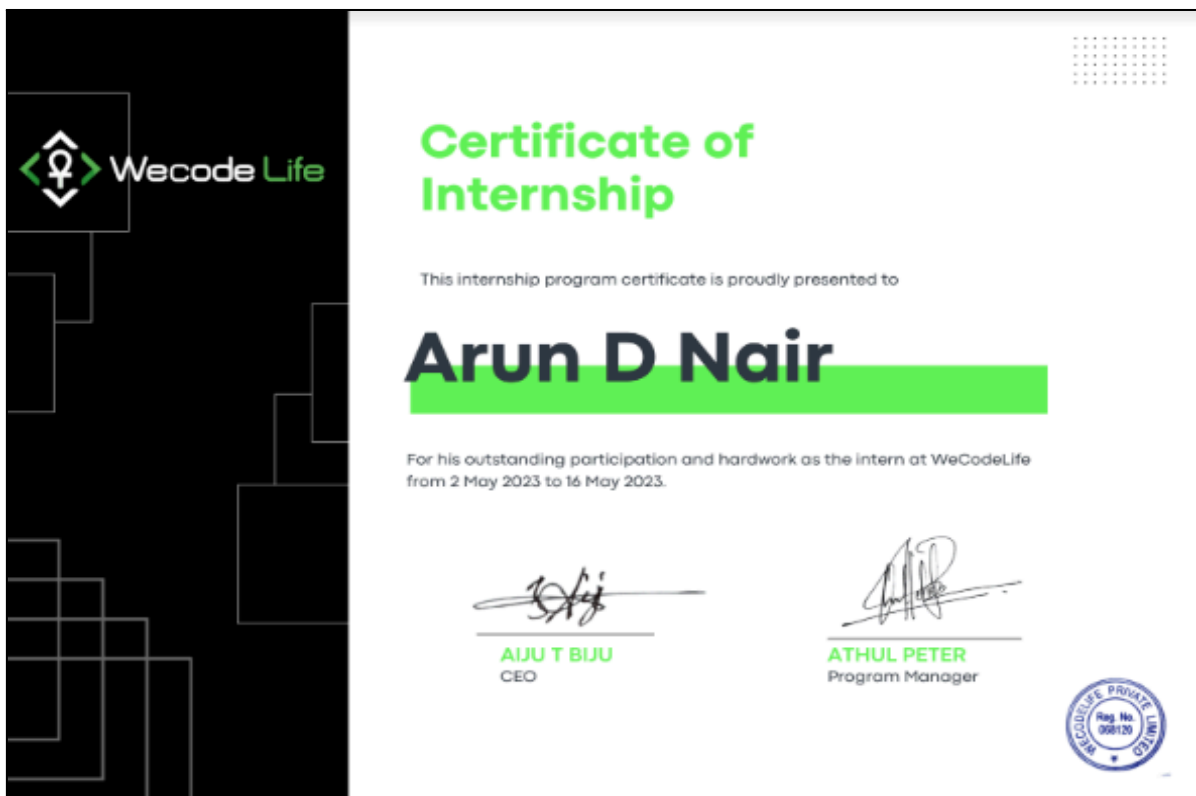 Wecode Life
Certificate of
Internship
This internship program certificate is proudly presented to
Arun D Nair
For his outstanding participation and hardwork as the intern at WeCodeLife
from 2 May 2023 to 16 May 2023.
AIJU T BIJU
CEO
ATHUL PETER
Program Manager
WECODELIFE PRIVATE LIMITED
Reg. No.
068120